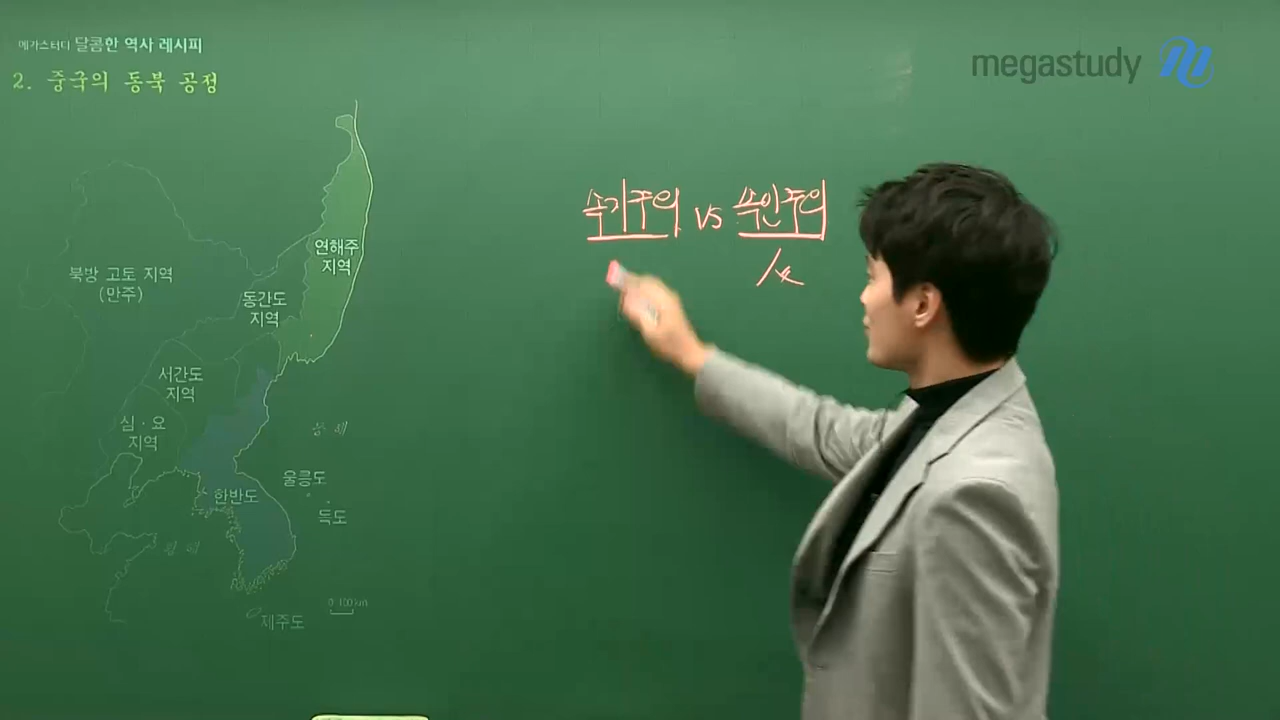 메가스터디 달콤한 역사 레시피
megastudy
2. 중국의 동북 공정
속지주의 vs 속인주의
연해주
지역
북방 고토 지역
(만주)
동간도
지역
서간도
지역
심·요
지역
동해
울릉도
한반도
독도
황해
0 100km
제주도